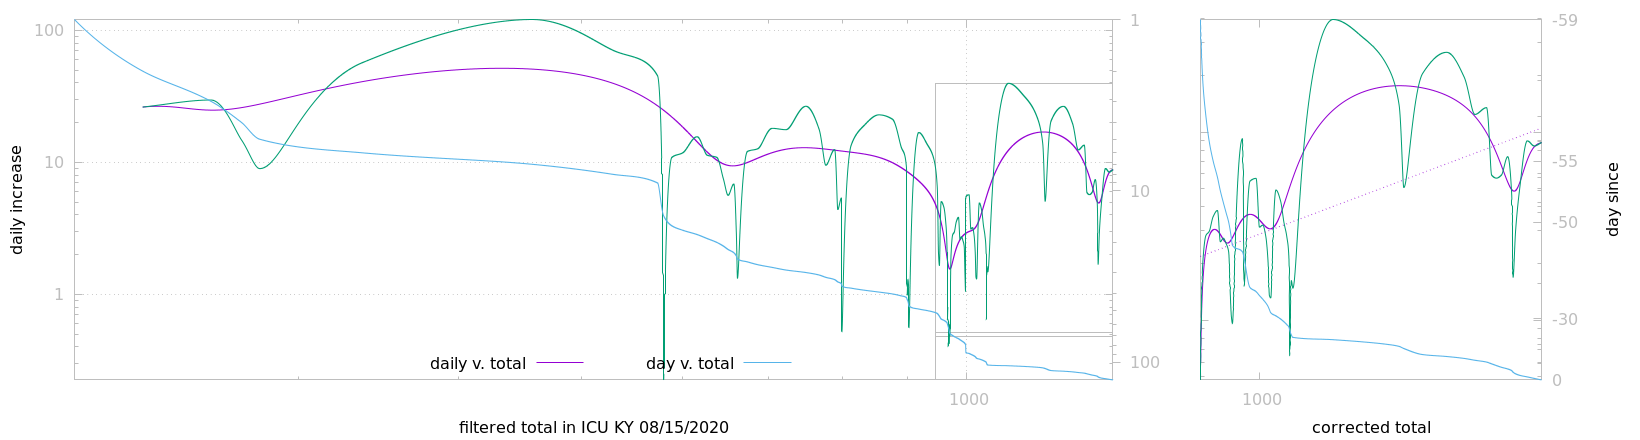 100
10
1
daily increase
daily v. total
day v. total
1
10
100
1000
filtered total in ICU KY 08/15/2020
-59
-55
-50
-30
0
day since
1000
corrected total